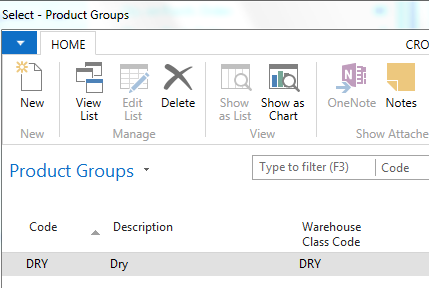 Select - Product Groups
HOME
CRO
New
View List
Edit List
Delete
Show as List
Show as Chart
OneNote
Notes
New
Manage
View
Show Attache
Product Groups
Type to filter (F3)
Code
Code
Description
Warehouse Class Code
DRY
Dry
DRY